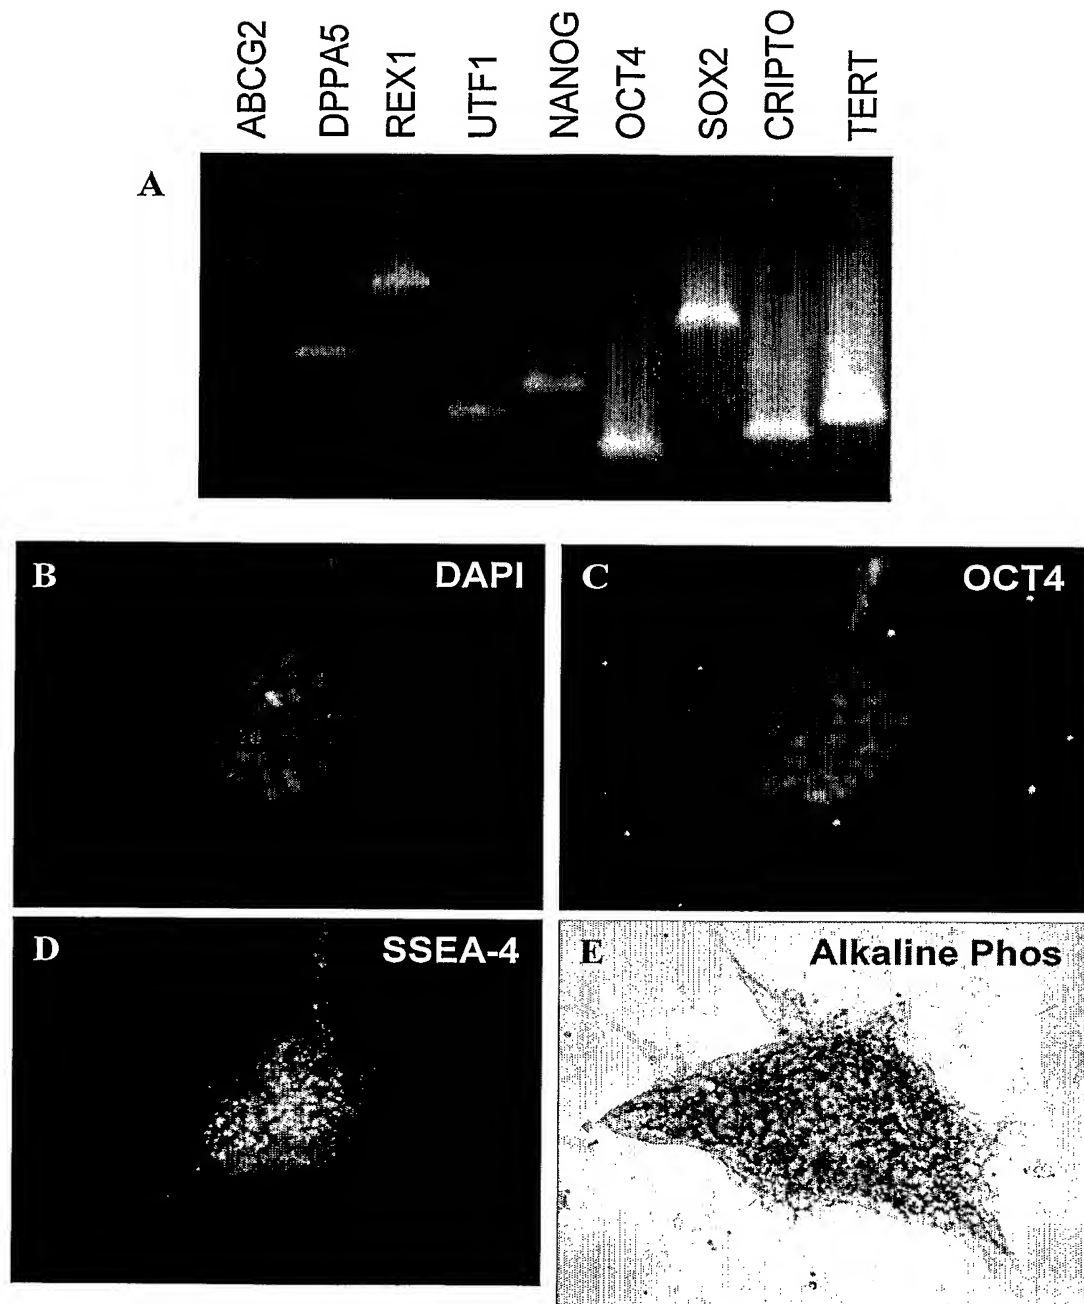 ABCG2
DPPA5
REX1
UTF1
NANOG
OCT4
SOX2
CRIPTO
TERT
A
B
DAPI
C
OCT4
D
SSEA-4
E
Alkaline Phos